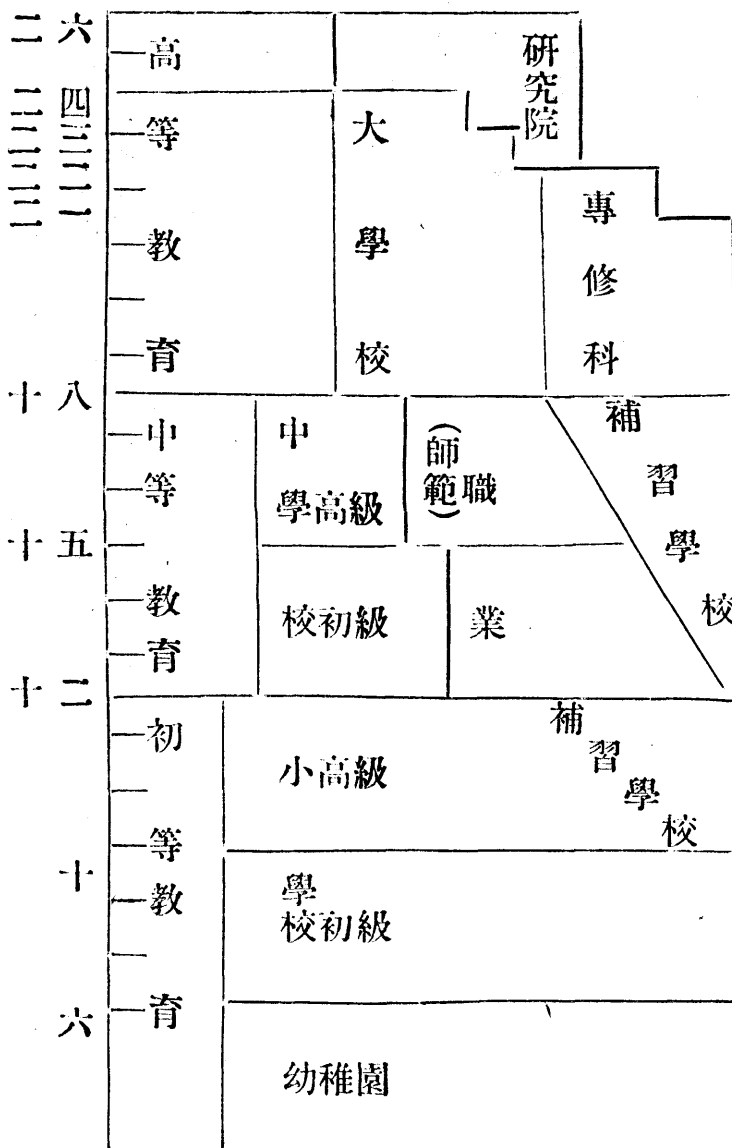 二六
二四
二三
二二
二一
十八
十五
十二
十
六
高等教育
中等教育
初等教育
研究院
大學校
專修科
中學校
高級
初級
(師範)
職業
補習學校
小學校
高級
初級
補習學校
幼稚園